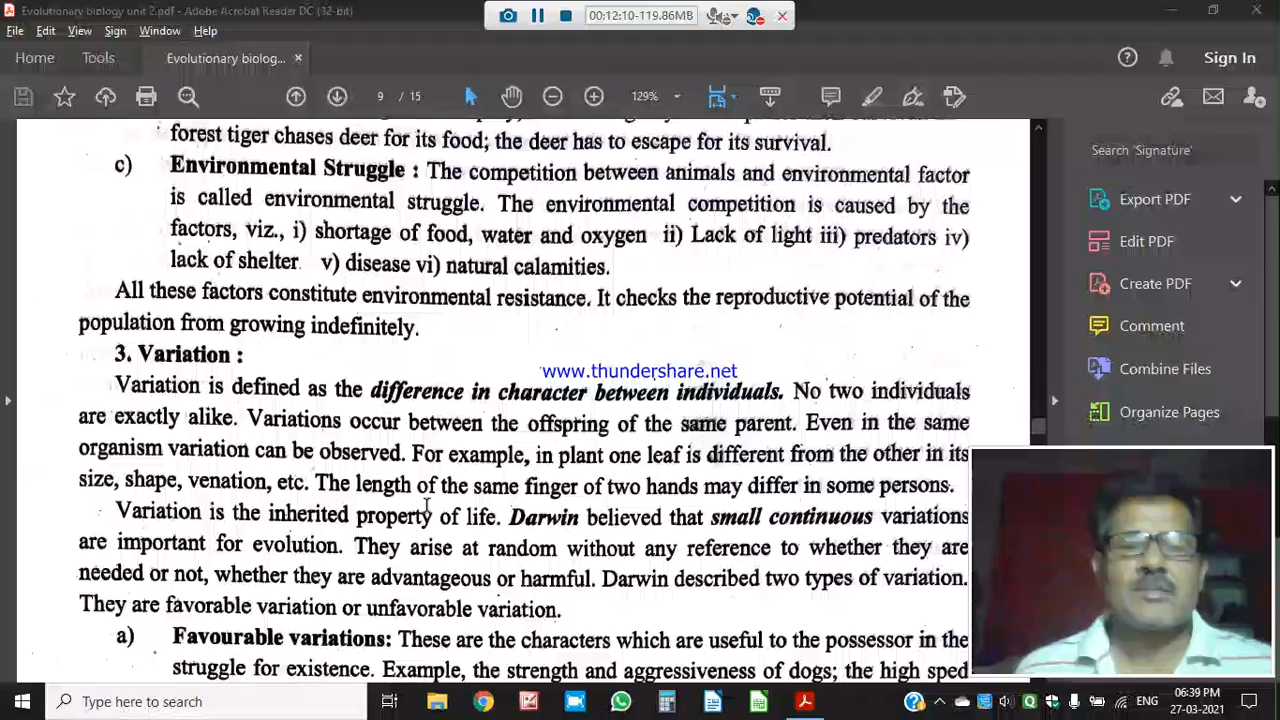 Evolutionary biology unit 2.pdf - Adobe Acrobat Reader DC (32-bit)
00:12:10-119.86MB
File Edit View Sign Window Help
Home Tools Evolutionary biolog... × Sign In
9 / 15 129%
forest tiger chases deer for its food; the deer has to escape for its survival.
c) Environmental Struggle : The competition between animals and environmental factor
is called environmental struggle. The environmental competition is caused by the
factors, viz., i) shortage of food, water and oxygen ii) Lack of light iii) predators iv)
lack of shelter v) disease vi) natural calamities.
All these factors constitute environmental resistance. It checks the reproductive potential of the
population from growing indefinitely.
3. Variation :
www.thundershare.net
Variation is defined as the difference in character between individuals. No two individuals
are exactly alike. Variations occur between the offspring of the same parent. Even in the same
organism variation can be observed. For example, in plant one leaf is different from the other in its
size, shape, venation, etc. The length of the same finger of two hands may differ in some persons.
Variation is the inherited property of life. Darwin believed that small continuous variations
are important for evolution. They arise at random without any reference to whether they are
needed or not, whether they are advantageous or harmful. Darwin described two types of variation.
They are favorable variation or unfavorable variation.
a) Favourable variations: These are the characters which are useful to the possessor in the
struggle for existence. Example, the strength and aggressiveness of dogs; the high sped
Search 'Signature'
Export PDF
Edit PDF
Create PDF
Comment
Combine Files
Organize Pages
Type here to search
ENG
06:39 PM
27-03-2021